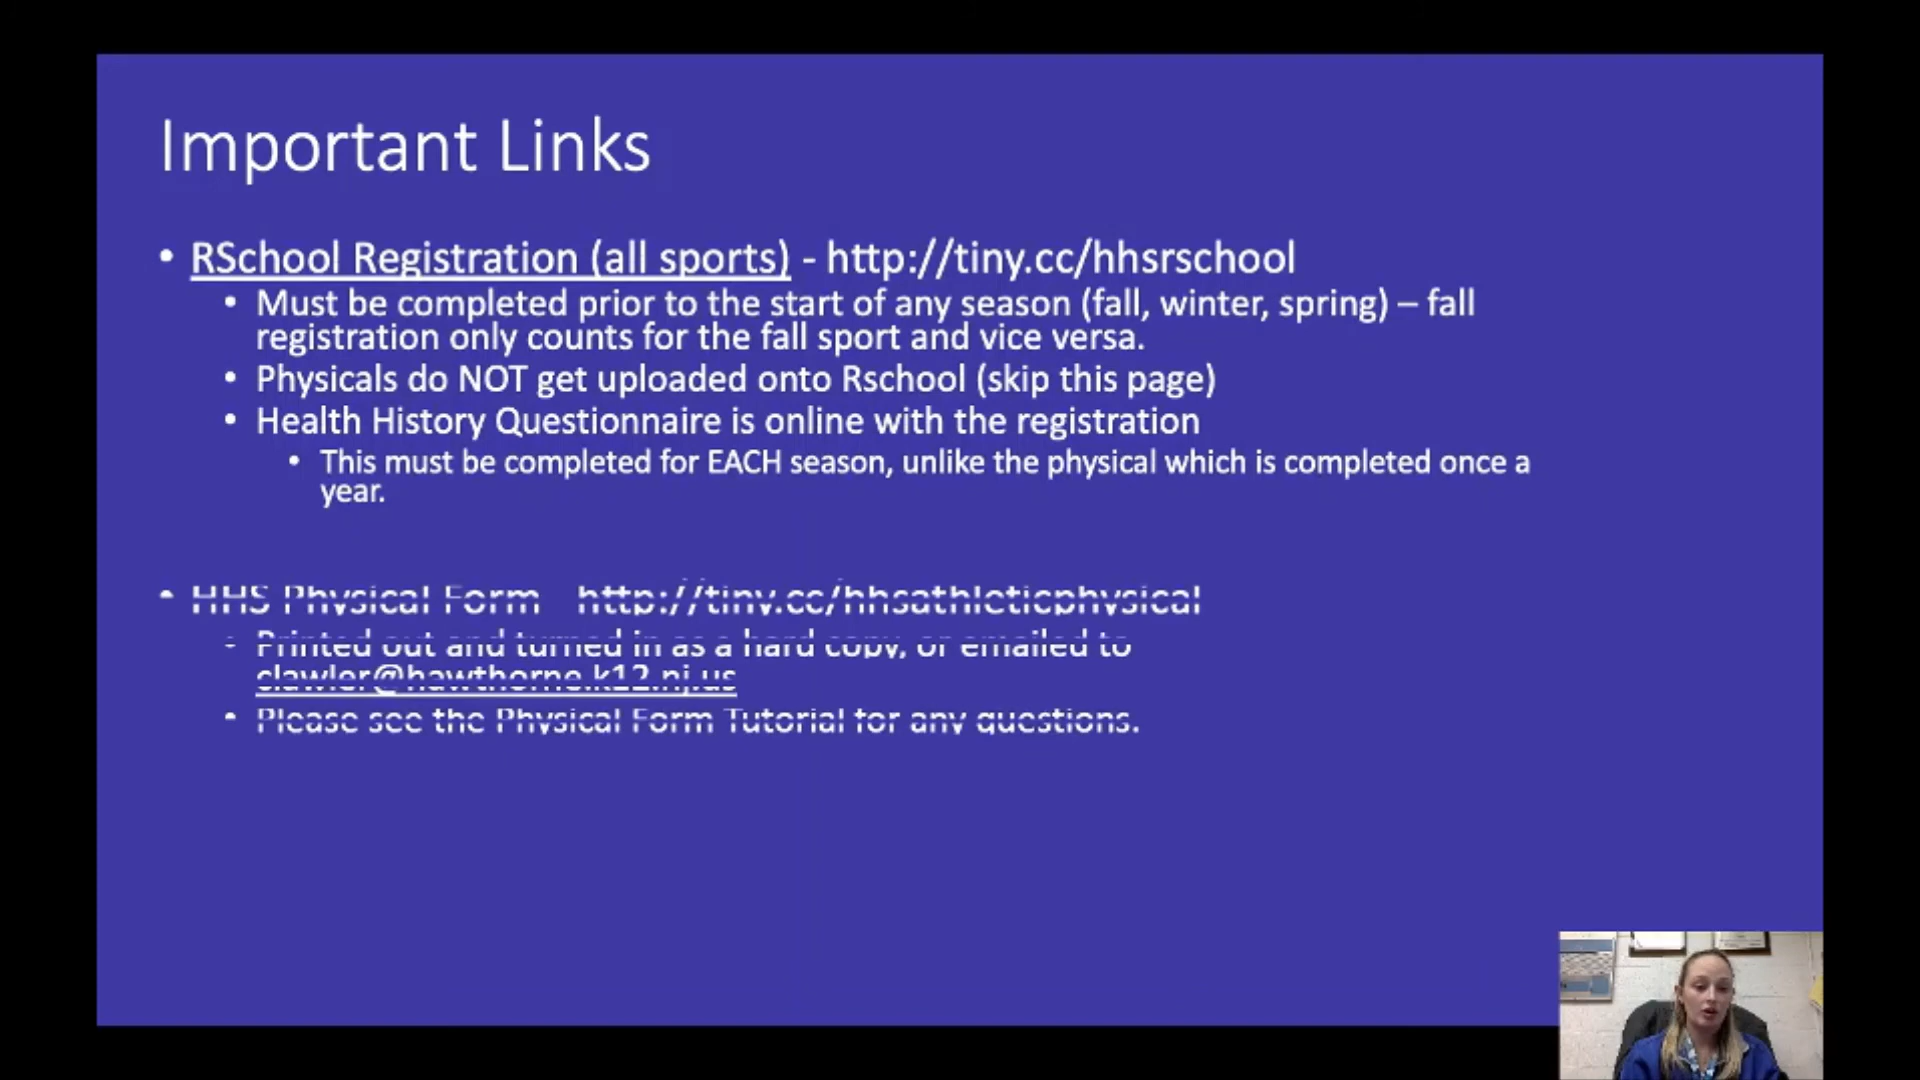 Important Links
• RSchool Registration (all sports) - http://tiny.cc/hhsrschool
• Must be completed prior to the start of any season (fall, winter, spring) – fall
registration only counts for the fall sport and vice versa.
• Physicals do NOT get uploaded onto Rschool (skip this page)
• Health History Questionnaire is online with the registration
• This must be completed for EACH season, unlike the physical which is completed once a
year.
• HHS Physical Form http://tiny.cc/hhsathleticphysical
• Printed out and turned in as a hard copy, or emailed to
clawler@hawthorne.k12.nj.us
• Please see the Physical Form Tutorial for any questions.